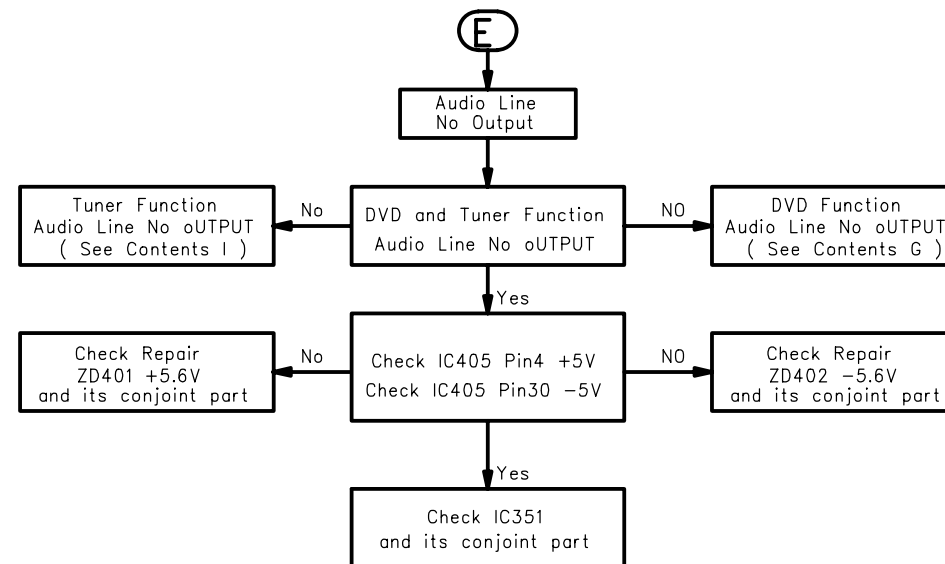 E
Audio Line
No Output
Tuner Function
Audio Line No oUTPUT
( See Contents I )
No
DVD and Tuner Function
Audio Line No oUTPUT
NO
DVD Function
Audio Line No oUTPUT
( See Contents G )
Yes
Check Repair
ZD401 +5.6V
and its conjoint part
No
Check IC405 Pin4 +5V
Check IC405 Pin30 -5V
NO
Check Repair
ZD402 -5.6V
and its conjoint part
Yes
Check IC351
and its conjoint part